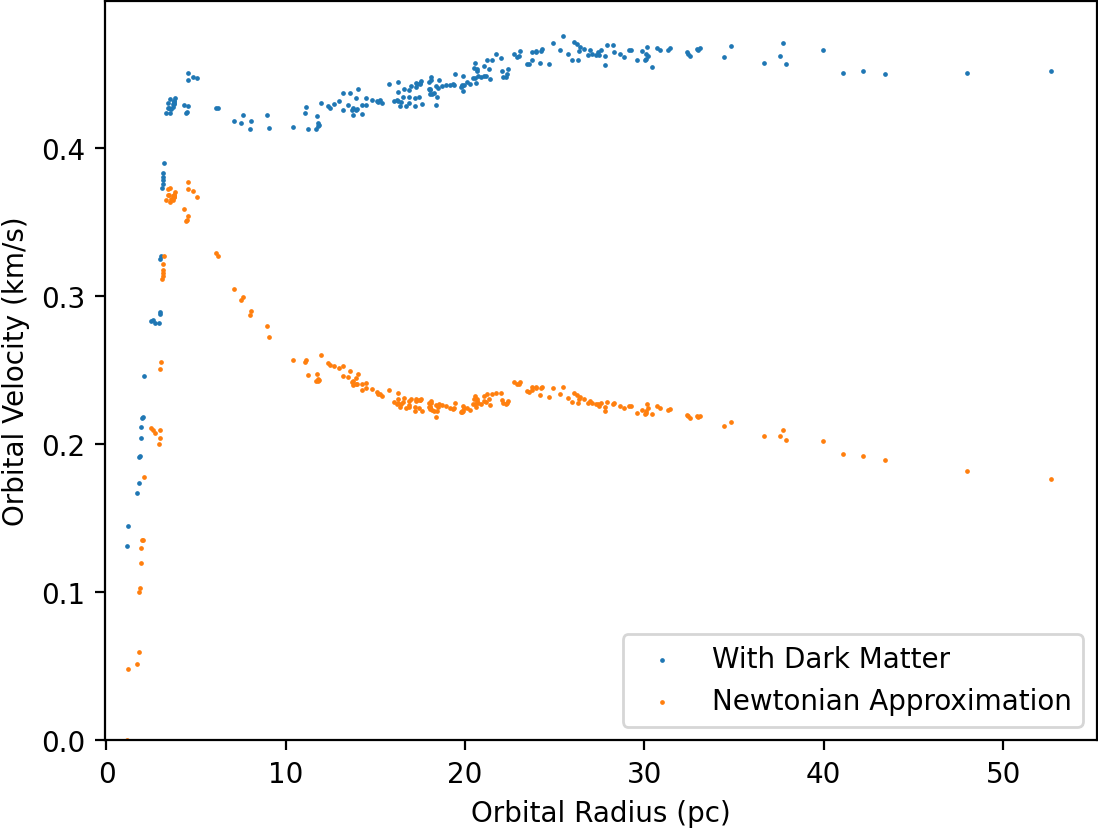 Orbital Velocity (km/s)
0.4
0.3
0.2
0.1
0.0
0
10
20
30
40
50
Orbital Radius (pc)
With Dark Matter
Newtonian Approximation